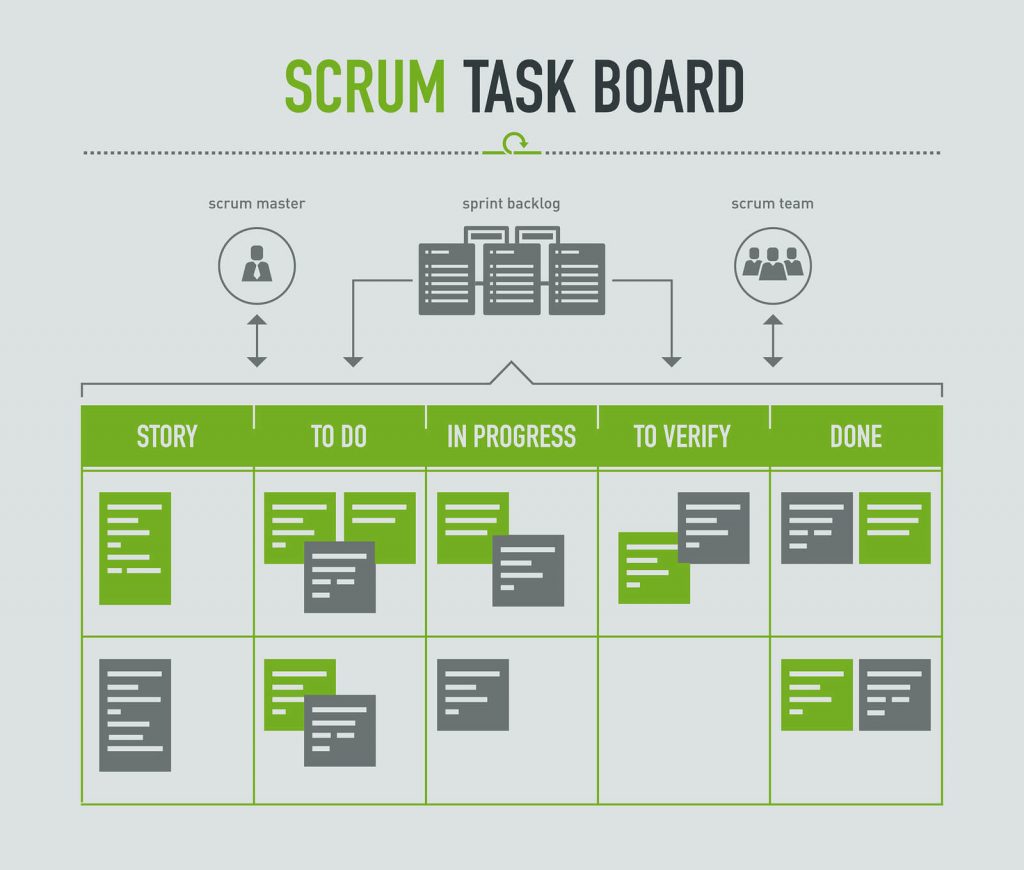 SCRUM TASK BOARD
scrum master
sprint backlog
scrum team
STORY
TO DO
IN PROGRESS
TO VERIFY
DONE